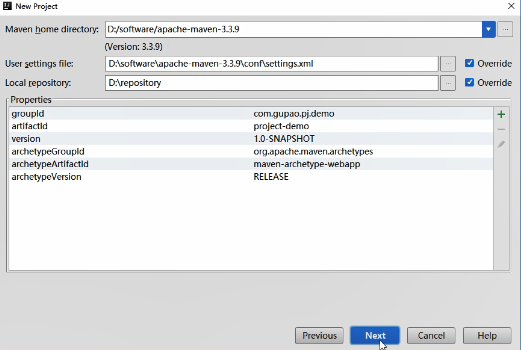 New Project
Maven home directory: D:/software/apache-maven-3.3.9
(Version: 3.3.9)
User settings file: D:\software\apache-maven-3.3.9\conf\settings.xml Override
Local repository: D:\repository Override
Properties
groupId com.gupao.pj.demo
artifactId project-demo
version 1.0-SNAPSHOT
archetypeGroupId org.apache.maven.archetypes
archetypeArtifactId maven-archetype-webapp
archetypeVersion RELEASE
Previous Next Cancel Help